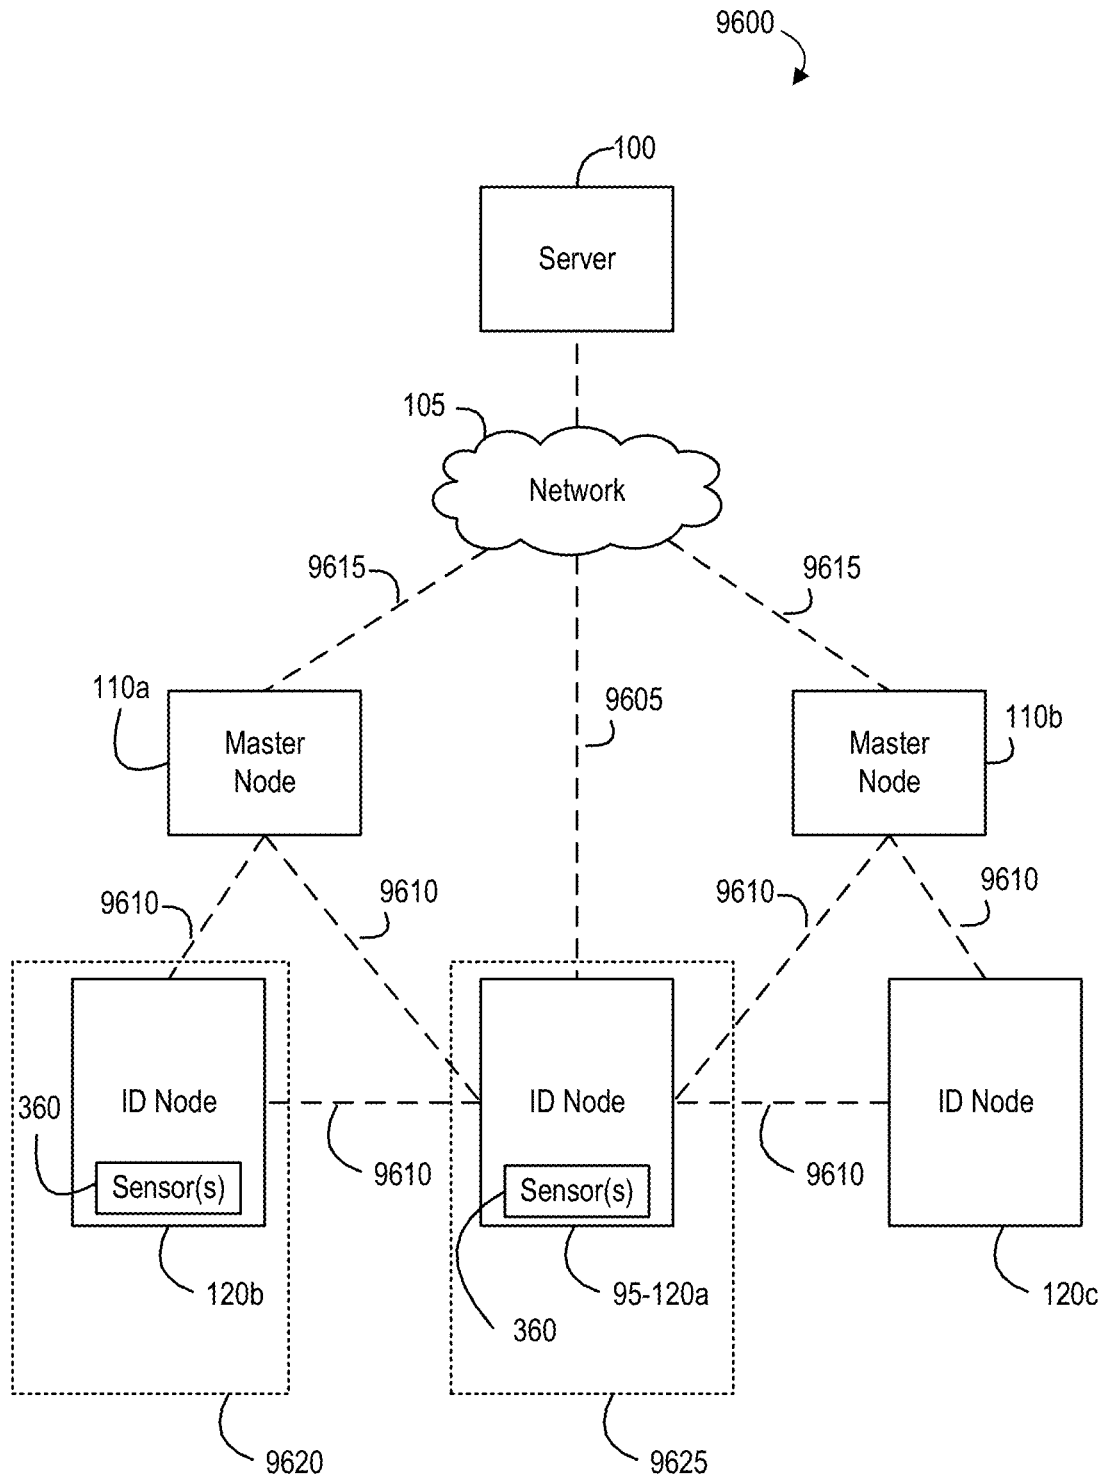 9600
100
Server
105
Network
9615
9615
110a
9605
110b
Master
Node
Master
Node
9610
9610
9610
9610
ID Node
ID Node
ID Node
360
9610
9610
Sensor(s)
Sensor(s)
120b
95-120a
120c
360
9620
9625